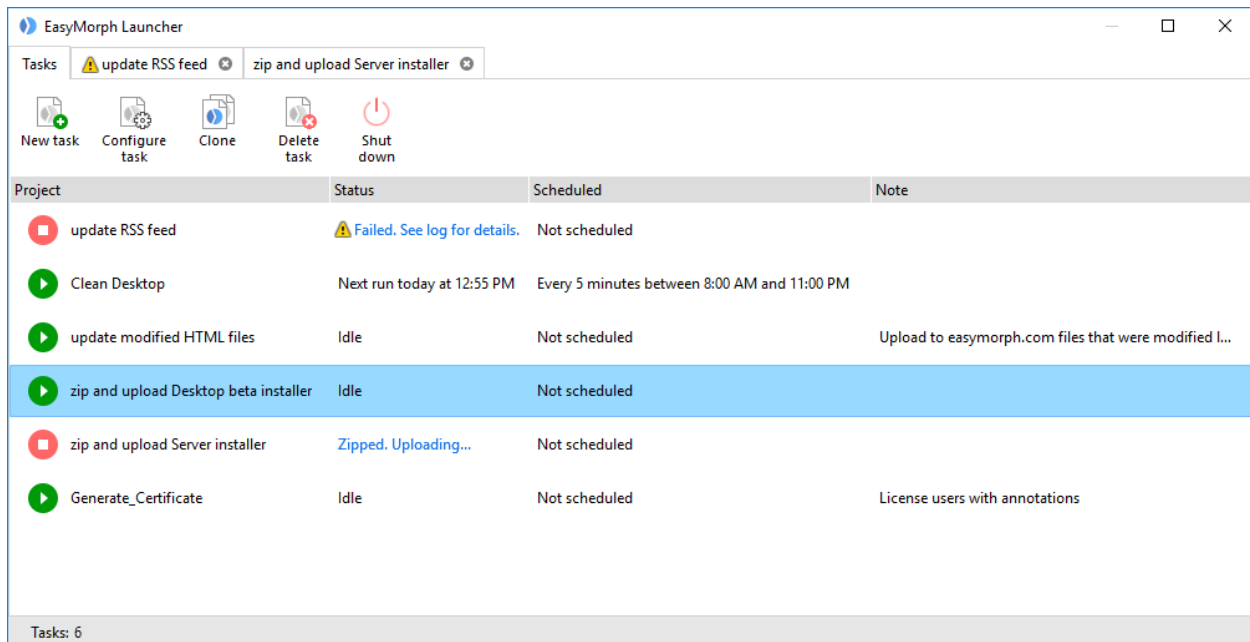 EasyMorph Launcher
Tasks update RSS feed zip and upload Server installer
New task Configure task Clone Delete task Shut down
Project Status Scheduled Note
update RSS feed Failed. See log for details. Not scheduled
Clean Desktop Next run today at 12:55 PM Every 5 minutes between 8:00 AM and 11:00 PM
update modified HTML files Idle Not scheduled Upload to easymorph.com files that were modified l...
zip and upload Desktop beta installer Idle Not scheduled
zip and upload Server installer Zipped. Uploading... Not scheduled
Generate_Certificate Idle Not scheduled License users with annotations
Tasks: 6